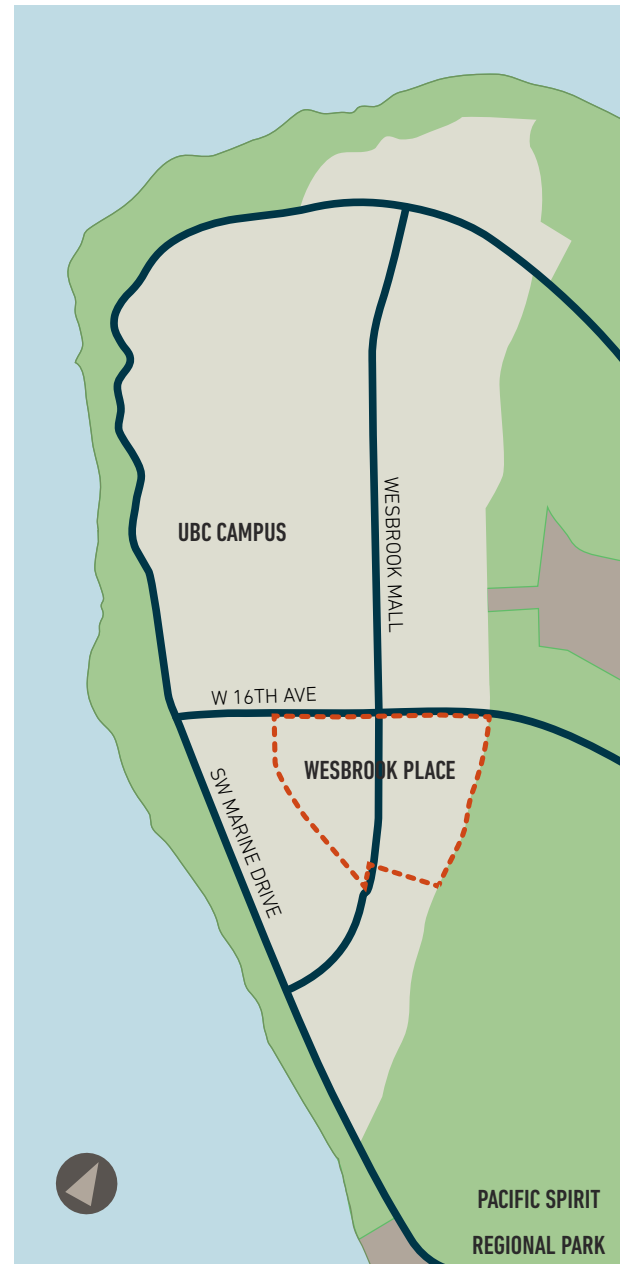 WESBROOK MALL
UBC CAMPUS
W 16TH AVE
WESBROOK PLACE
SW MARINE DRIVE
PACIFIC SPIRIT
REGIONAL PARK